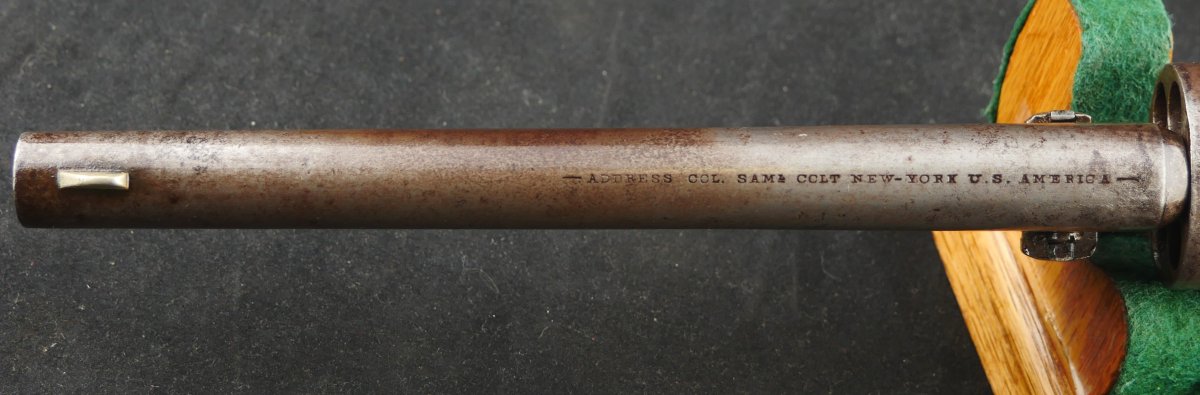 —ADDRESS COL. SAMˡ COLT NEW-YORK U.S. AMERICA—